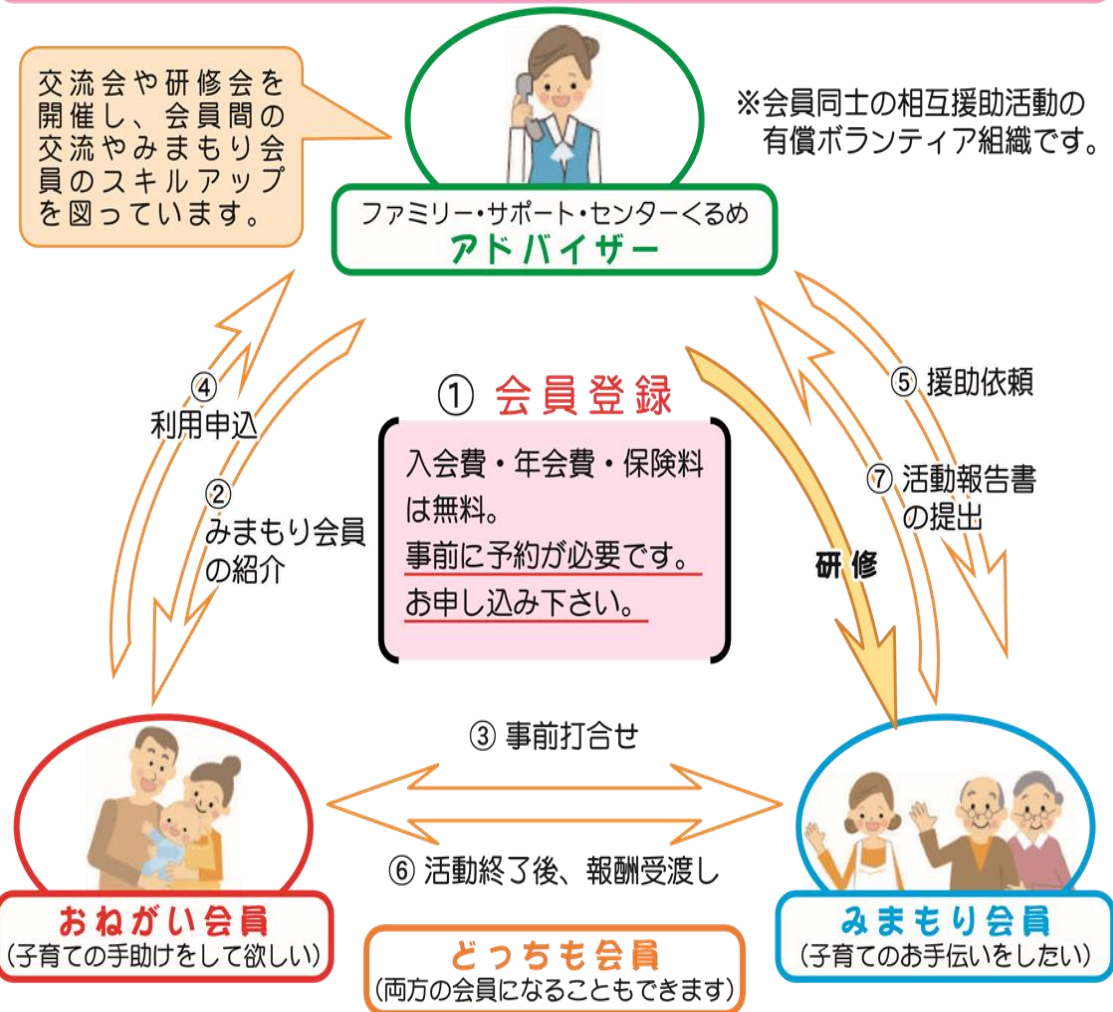 交流会や研修会を
開催し、会員間の
交流やみまもり会
員のスキルアップ
を図っています。
※会員同士の相互援助活動の
有償ボランティア組織です。
ファミリー・サポート・センターくるめ
アドバイザー
④
利用申込
②
みまもり会員
の紹介
① 会員登録
入会費・年会費・保険料
は無料。
事前に予約が必要です。
お申し込み下さい。
⑤ 援助依頼
⑦ 活動報告書
の提出
研修
③ 事前打合せ
⑥ 活動終了後、報酬受渡し
おねがい会員
(子育ての手助けをして欲しい)
どっちも会員
(両方の会員になることもできます)
みまもり会員
(子育てのお手伝いをしたい)